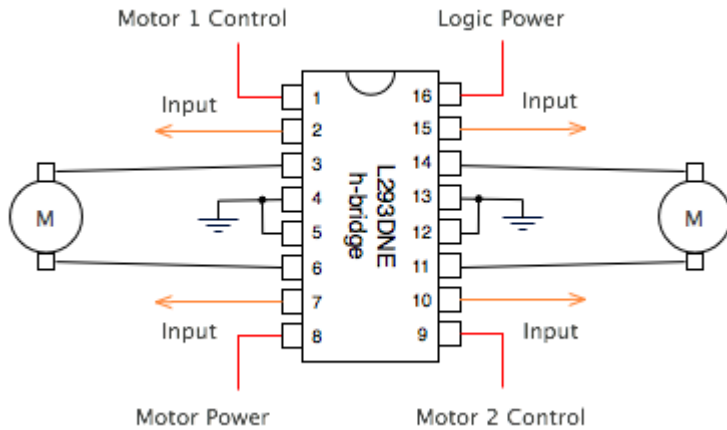 Motor 1 Control
Logic Power
Input
Input
1
16
2
15
3
14
4
13
5
12
6
11
7
10
8
9
L293DNE
h-bridge
M
M
Input
Input
Motor Power
Motor 2 Control